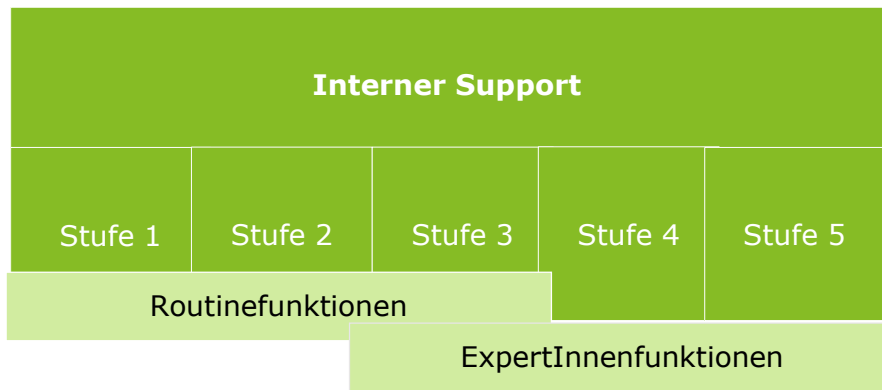 Interner Support
Stufe 1 Stufe 2 Stufe 3 Stufe 4 Stufe 5
Routinefunktionen
ExpertInnenfunktionen